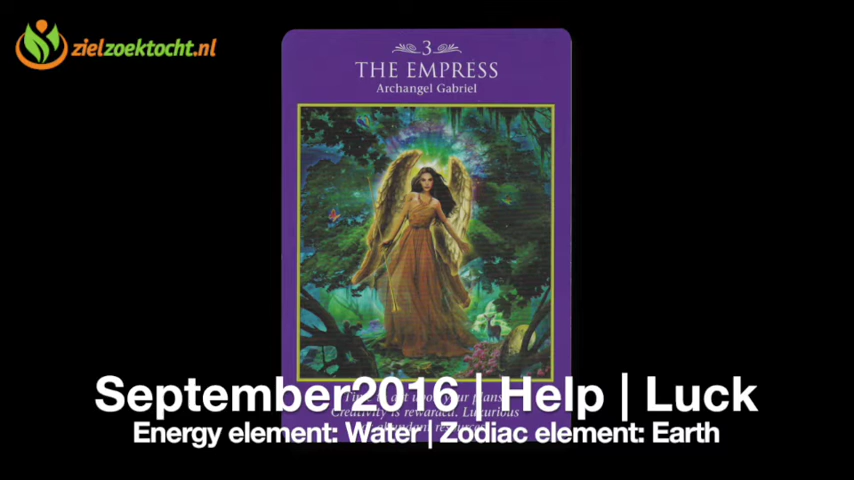 zielzoektocht.nl
3
THE EMPRESS
Archangel Gabriel
September2016 | Help | Luck
Creativity is rewarded. Luxurious
Energy element: Water | Zodiac element: Earth